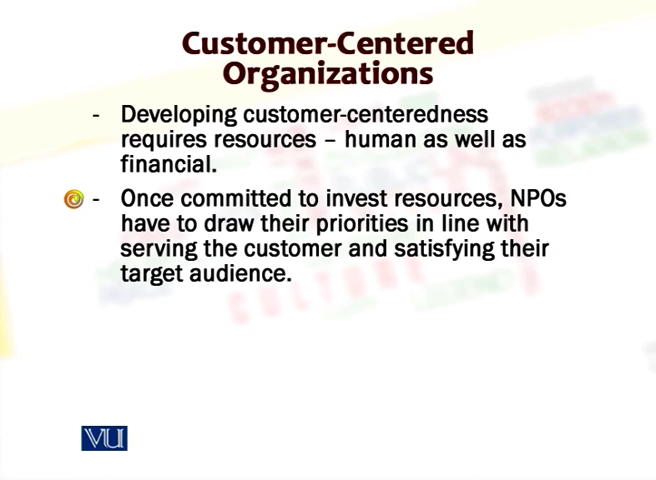 Customer-Centered
Organizations
- Developing customer-centeredness
requires resources – human as well as
financial.
- Once committed to invest resources, NPOs
have to draw their priorities in line with
serving the customer and satisfying their
target audience.
VU